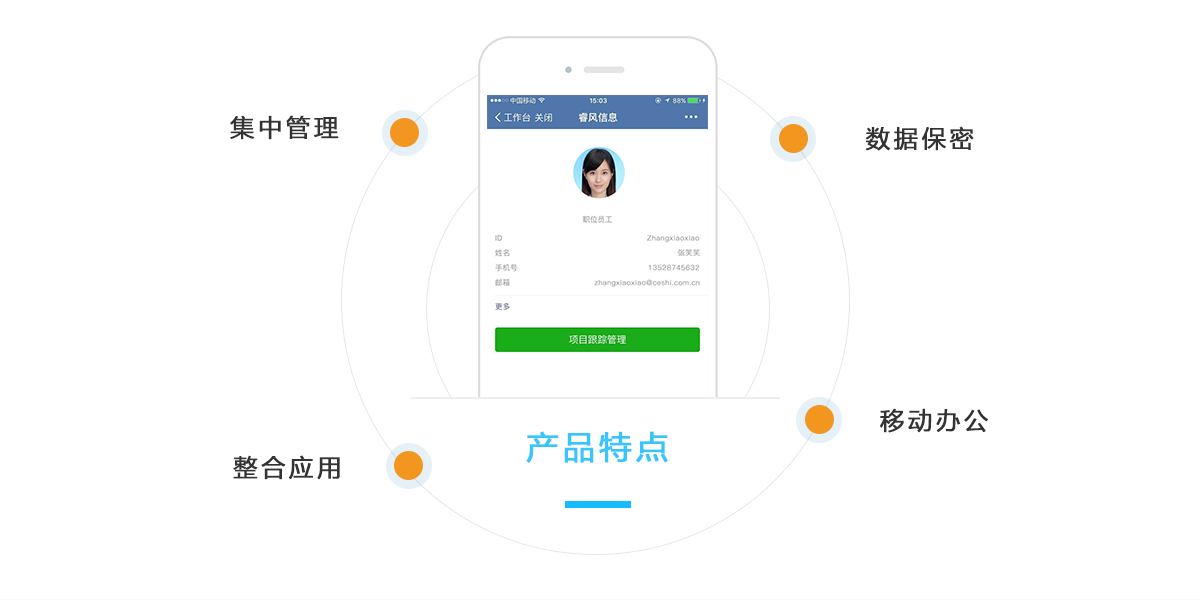 集中管理
数据保密
中国移动 15:03 88%
工作台 关闭 睿风信息
职位员工
ID Zhangxiaoxiao
姓名 张笑笑
手机号 13528745632
邮箱 zhangxiaoxiao@ceshi.com.cn
更多
项目跟踪管理
移动办公
产品特点
整合应用